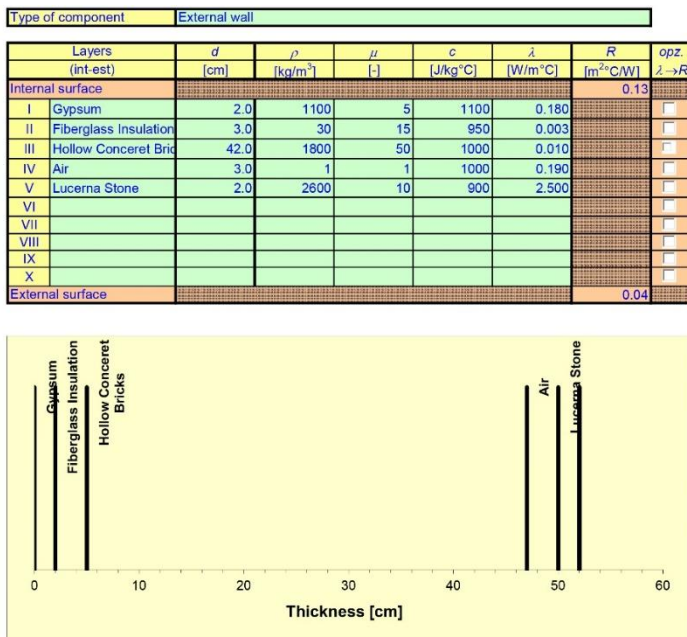 Type of component External wall
Layers d ρ μ c λ R opz.
(int-est) [cm] [kg/m³] [-] [J/kg°C] [W/m°C] [m²°C/W] λ→R
Internal surface 0.13
I Gypsum 2.0 1100 5 1100 0.180
II Fiberglass Insulation 3.0 30 15 950 0.003
III Hollow Conceret Bric 42.0 1800 50 1000 0.010
IV Air 3.0 1 1 1000 0.190
V Lucerna Stone 2.0 2600 10 900 2.500
VI
VII
VIII
IX
X
External surface 0.04
Gypsum
Fiberglass Insulation
Hollow Conceret
Bricks
Air
Lucerna Stone
0 10 20 30 40 50 60
Thickness [cm]